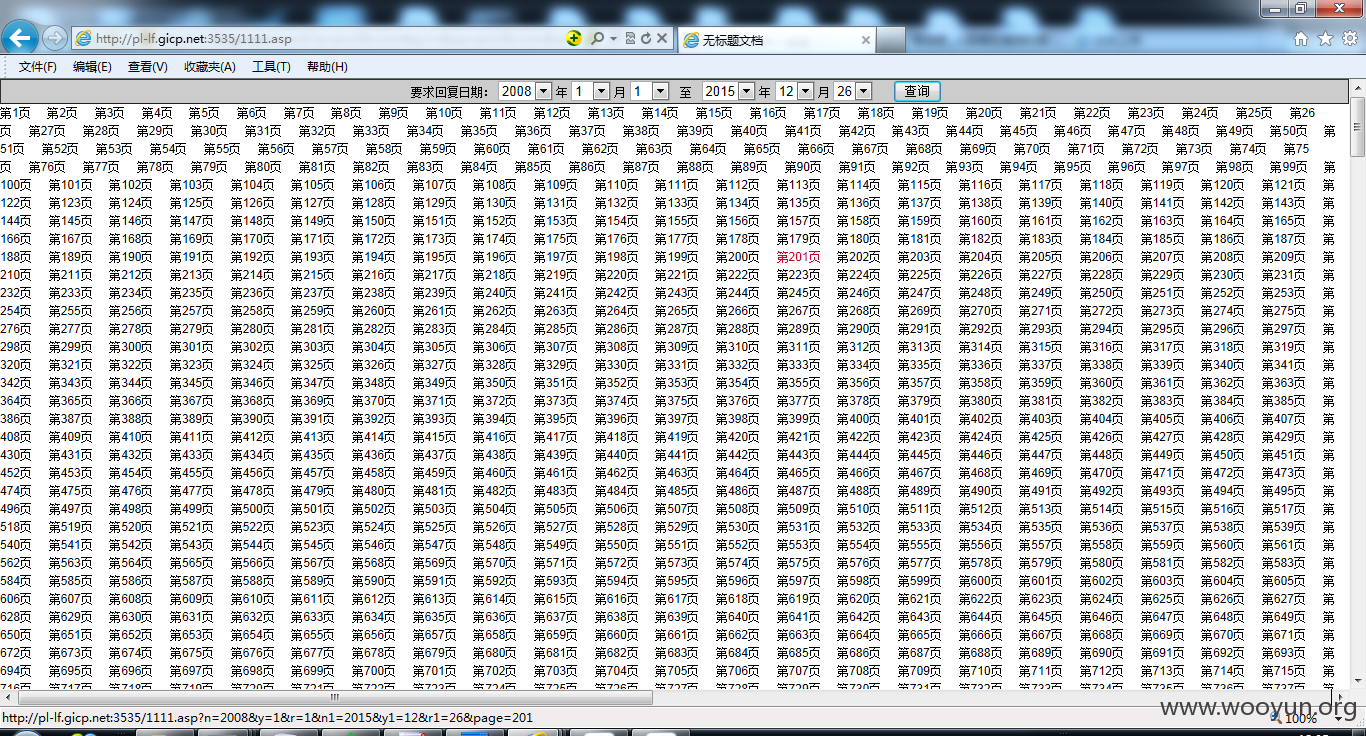 http://pl-lf.gicp.net:3535/1111.asp
无标题文档
文件(F) 编辑(E) 查看(V) 收藏夹(A) 工具(T) 帮助(H)
要求回复日期: 2008 年 1 月 1 至 2015 年 12 月 26 查询
第1页 第2页 第3页 第4页 第5页 第6页 第7页 第8页 第9页 第10页 第11页 第12页 第13页 第14页 第15页 第16页 第17页 第18页 第19页 第20页 第21页 第22页 第23页 第24页 第25页 第26
页 第27页 第28页 第29页 第30页 第31页 第32页 第33页 第34页 第35页 第36页 第37页 第38页 第39页 第40页 第41页 第42页 第43页 第44页 第45页 第46页 第47页 第48页 第49页 第50页 第
51页 第52页 第53页 第54页 第55页 第56页 第57页 第58页 第59页 第60页 第61页 第62页 第63页 第64页 第65页 第66页 第67页 第68页 第69页 第70页 第71页 第72页 第73页 第74页 第75
页 第76页 第77页 第78页 第79页 第80页 第81页 第82页 第83页 第84页 第85页 第86页 第87页 第88页 第89页 第90页 第91页 第92页 第93页 第94页 第95页 第96页 第97页 第98页 第99页 第
100页 第101页 第102页 第103页 第104页 第105页 第106页 第107页 第108页 第109页 第110页 第111页 第112页 第113页 第114页 第115页 第116页 第117页 第118页 第119页 第120页 第121页 第
122页 第123页 第124页 第125页 第126页 第127页 第128页 第129页 第130页 第131页 第132页 第133页 第134页 第135页 第136页 第137页 第138页 第139页 第140页 第141页 第142页 第143页 第
144页 第145页 第146页 第147页 第148页 第149页 第150页 第151页 第152页 第153页 第154页 第155页 第156页 第157页 第158页 第159页 第160页 第161页 第162页 第163页 第164页 第165页 第
166页 第167页 第168页 第169页 第170页 第171页 第172页 第173页 第174页 第175页 第176页 第177页 第178页 第179页 第180页 第181页 第182页 第183页 第184页 第185页 第186页 第187页 第
188页 第189页 第190页 第191页 第192页 第193页 第194页 第195页 第196页 第197页 第198页 第199页 第200页 第201页 第202页 第203页 第204页 第205页 第206页 第207页 第208页 第209页 第
210页 第211页 第212页 第213页 第214页 第215页 第216页 第217页 第218页 第219页 第220页 第221页 第222页 第223页 第224页 第225页 第226页 第227页 第228页 第229页 第230页 第231页 第
232页 第233页 第234页 第235页 第236页 第237页 第238页 第239页 第240页 第241页 第242页 第243页 第244页 第245页 第246页 第247页 第248页 第249页 第250页 第251页 第252页 第253页 第
254页 第255页 第256页 第257页 第258页 第259页 第260页 第261页 第262页 第263页 第264页 第265页 第266页 第267页 第268页 第269页 第270页 第271页 第272页 第273页 第274页 第275页 第
276页 第277页 第278页 第279页 第280页 第281页 第282页 第283页 第284页 第285页 第286页 第287页 第288页 第289页 第290页 第291页 第292页 第293页 第294页 第295页 第296页 第297页 第
298页 第299页 第300页 第301页 第302页 第303页 第304页 第305页 第306页 第307页 第308页 第309页 第310页 第311页 第312页 第313页 第314页 第315页 第316页 第317页 第318页 第319页 第
320页 第321页 第322页 第323页 第324页 第325页 第326页 第327页 第328页 第329页 第330页 第331页 第332页 第333页 第334页 第335页 第336页 第337页 第338页 第339页 第340页 第341页 第
342页 第343页 第344页 第345页 第346页 第347页 第348页 第349页 第350页 第351页 第352页 第353页 第354页 第355页 第356页 第357页 第358页 第359页 第360页 第361页 第362页 第363页 第
364页 第365页 第366页 第367页 第368页 第369页 第370页 第371页 第372页 第373页 第374页 第375页 第376页 第377页 第378页 第379页 第380页 第381页 第382页 第383页 第384页 第385页 第
386页 第387页 第388页 第389页 第390页 第391页 第392页 第393页 第394页 第395页 第396页 第397页 第398页 第399页 第400页 第401页 第402页 第403页 第404页 第405页 第406页 第407页 第
408页 第409页 第410页 第411页 第412页 第413页 第414页 第415页 第416页 第417页 第418页 第419页 第420页 第421页 第422页 第423页 第424页 第425页 第426页 第427页 第428页 第429页 第
430页 第431页 第432页 第433页 第434页 第435页 第436页 第437页 第438页 第439页 第440页 第441页 第442页 第443页 第444页 第445页 第446页 第447页 第448页 第449页 第450页 第451页 第
452页 第453页 第454页 第455页 第456页 第457页 第458页 第459页 第460页 第461页 第462页 第463页 第464页 第465页 第466页 第467页 第468页 第469页 第470页 第471页 第472页 第473页 第
474页 第475页 第476页 第477页 第478页 第479页 第480页 第481页 第482页 第483页 第484页 第485页 第486页 第487页 第488页 第489页 第490页 第491页 第492页 第493页 第494页 第495页 第
496页 第497页 第498页 第499页 第500页 第501页 第502页 第503页 第504页 第505页 第506页 第507页 第508页 第509页 第510页 第511页 第512页 第513页 第514页 第515页 第516页 第517页 第
518页 第519页 第520页 第521页 第522页 第523页 第524页 第525页 第526页 第527页 第528页 第529页 第530页 第531页 第532页 第533页 第534页 第535页 第536页 第537页 第538页 第539页 第
540页 第541页 第542页 第543页 第544页 第545页 第546页 第547页 第548页 第549页 第550页 第551页 第552页 第553页 第554页 第555页 第556页 第557页 第558页 第559页 第560页 第561页 第
562页 第563页 第564页 第565页 第566页 第567页 第568页 第569页 第570页 第571页 第572页 第573页 第574页 第575页 第576页 第577页 第578页 第579页 第580页 第581页 第582页 第583页 第
584页 第585页 第586页 第587页 第588页 第589页 第590页 第591页 第592页 第593页 第594页 第595页 第596页 第597页 第598页 第599页 第600页 第601页 第602页 第603页 第604页 第605页 第
606页 第607页 第608页 第609页 第610页 第611页 第612页 第613页 第614页 第615页 第616页 第617页 第618页 第619页 第620页 第621页 第622页 第623页 第624页 第625页 第626页 第627页 第
628页 第629页 第630页 第631页 第632页 第633页 第634页 第635页 第636页 第637页 第638页 第639页 第640页 第641页 第642页 第643页 第644页 第645页 第646页 第647页 第648页 第649页 第
650页 第651页 第652页 第653页 第654页 第655页 第656页 第657页 第658页 第659页 第660页 第661页 第662页 第663页 第664页 第665页 第666页 第667页 第668页 第669页 第670页 第671页 第
672页 第673页 第674页 第675页 第676页 第677页 第678页 第679页 第680页 第681页 第682页 第683页 第684页 第685页 第686页 第687页 第688页 第689页 第690页 第691页 第692页 第693页 第
694页 第695页 第696页 第697页 第698页 第699页 第700页 第701页 第702页 第703页 第704页 第705页 第706页 第707页 第708页 第709页 第710页 第711页 第712页 第713页 第714页 第715页 第
http://pl-lf.gicp.net:3535/1111.asp?n=2008&y=1&r=1&n1=2015&y1=12&r1=26&page=201
www.wooyun.org
100%